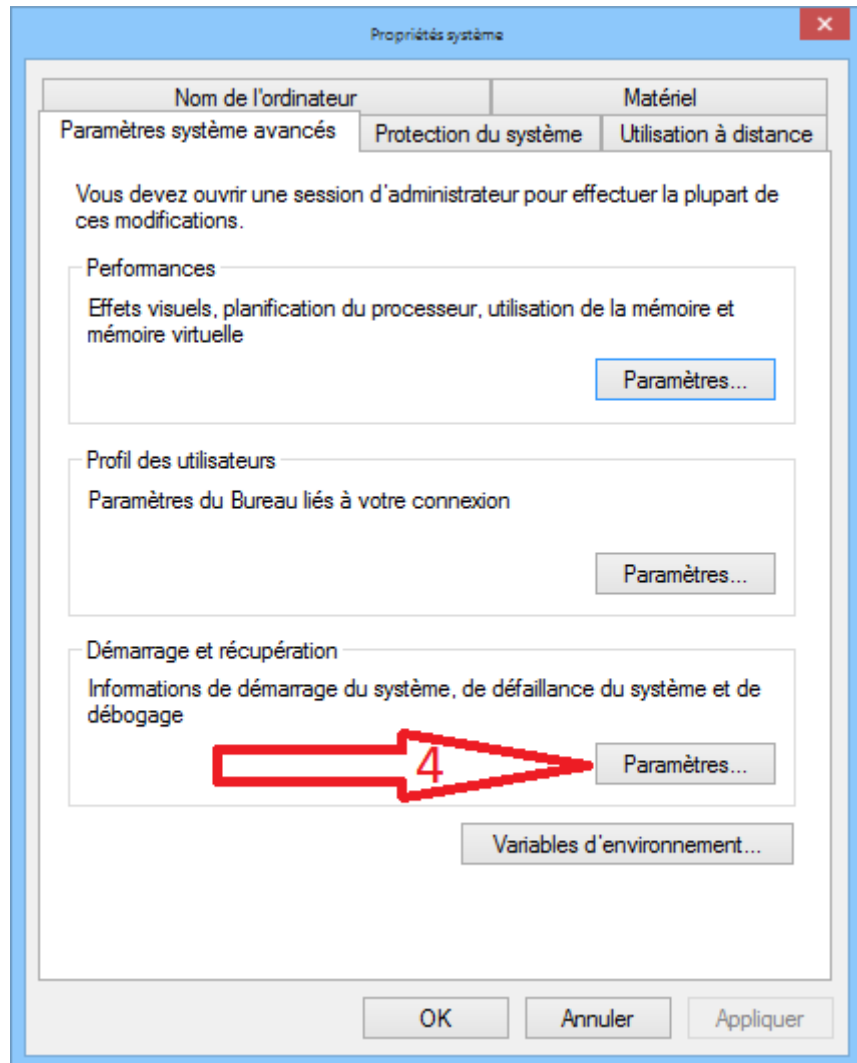 Propriétés système
Nom de l'ordinateur
Matériel
Paramètres système avancés
Protection du système
Utilisation à distance
Vous devez ouvrir une session d'administrateur pour effectuer la plupart de
ces modifications.
Performances
Effets visuels, planification du processeur, utilisation de la mémoire et
mémoire virtuelle
Paramètres...
Profil des utilisateurs
Paramètres du Bureau liés à votre connexion
Paramètres...
Démarrage et récupération
Informations de démarrage du système, de défaillance du système et de
débogage
4
Paramètres...
Variables d'environnement...
OK
Annuler
Appliquer